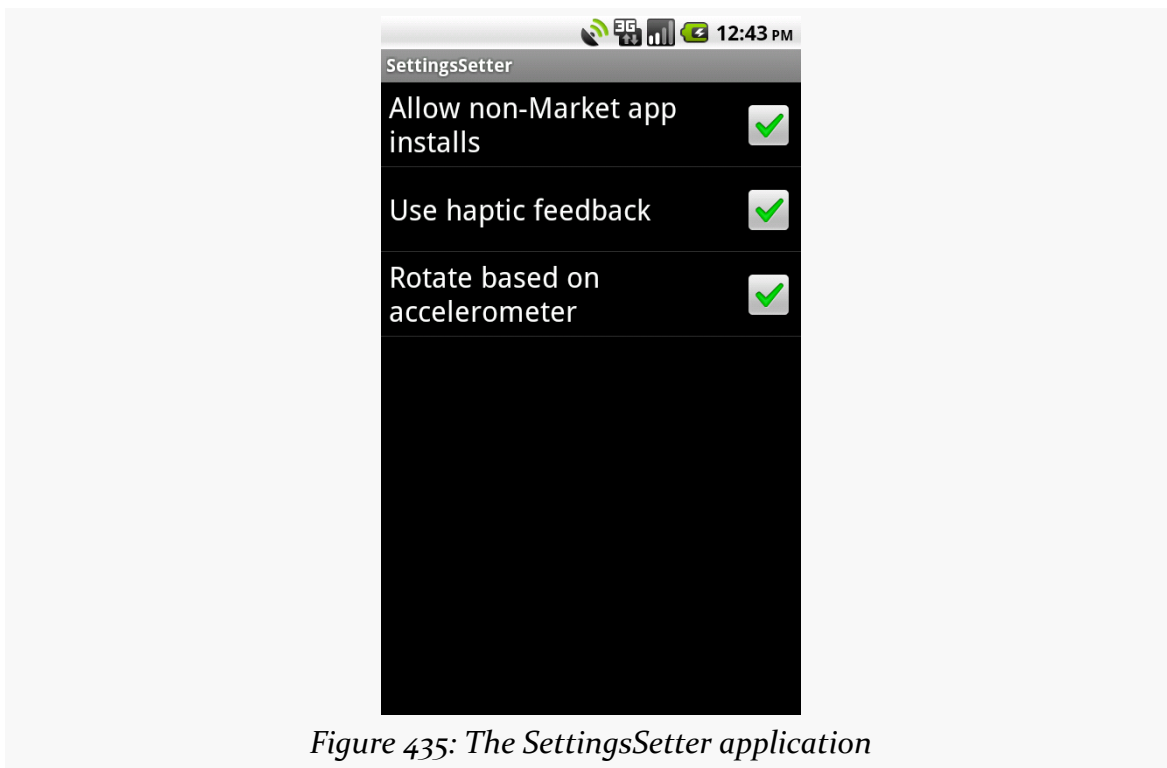 3G
12:43 PM
SettingsSetter
Allow non-Market app
installs
Use haptic feedback
Rotate based on
accelerometer
Figure 435: The SettingsSetter application